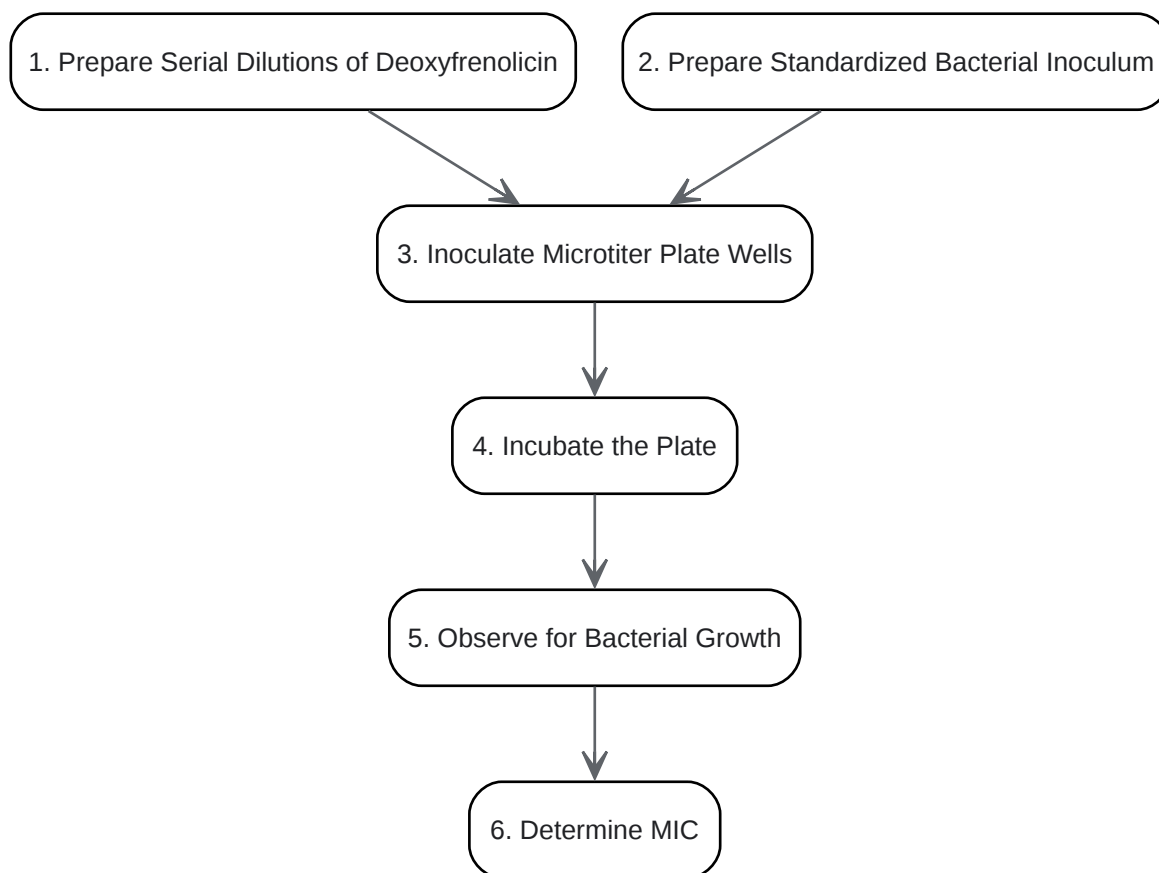 1. Prepare Serial Dilutions of Deoxyfrenolicin
2. Prepare Standardized Bacterial Inoculum
3. Inoculate Microtiter Plate Wells
4. Incubate the Plate
5. Observe for Bacterial Growth
6. Determine MIC